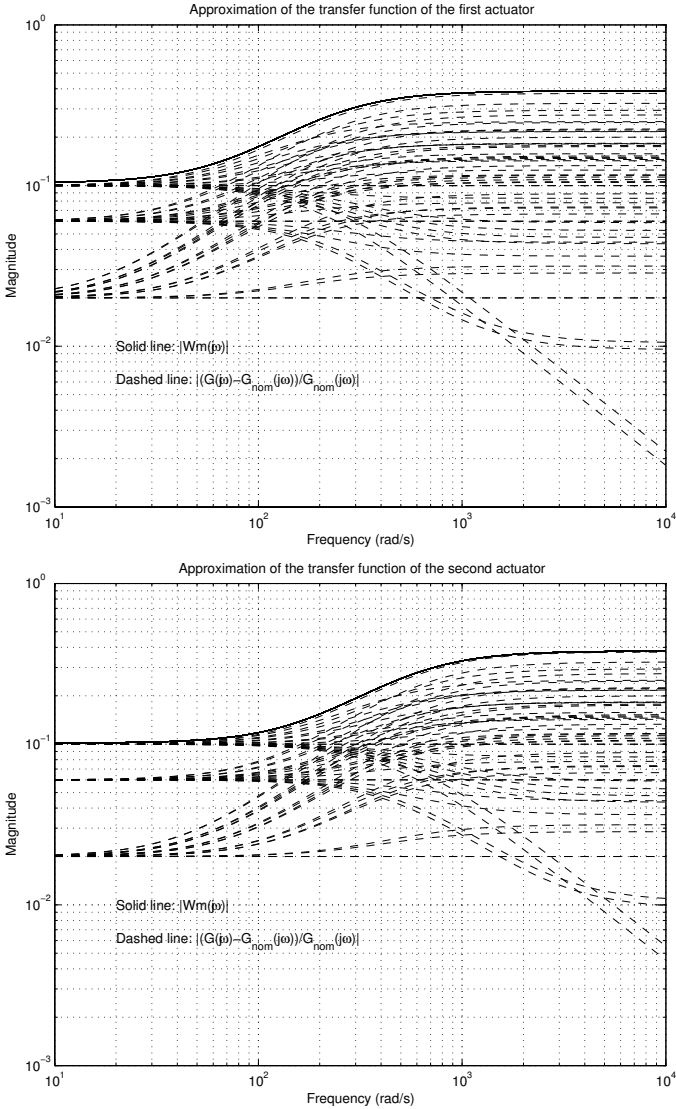 Approximation of the transfer function of the first actuator
10^0
10^-1
10^-2
10^-3
Magnitude
Solid line: |Wm(jω)|
Dashed line: |(G(jω)−G_nom(jω))/G_nom(jω)|
10^1 10^2 10^3 10^4
Frequency (rad/s)
Approximation of the transfer function of the second actuator
10^0
10^-1
10^-2
10^-3
Magnitude
Solid line: |Wm(jω)|
Dashed line: |(G(jω)−G_nom(jω))/G_nom(jω)|
10^1 10^2 10^3 10^4
Frequency (rad/s)